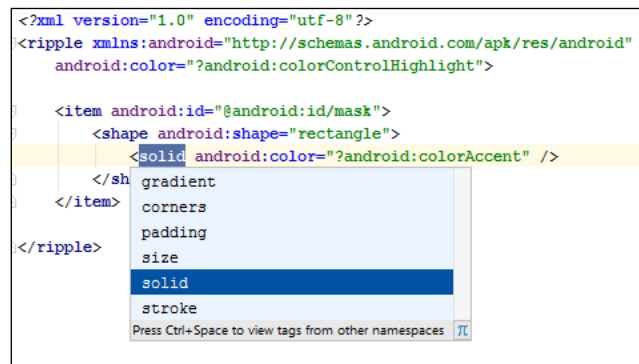 <?xml version="1.0" encoding="utf-8"?>
<ripple xmlns:android="http://schemas.android.com/apk/res/android"
android:color="?android:colorControlHighlight">
<item android:id="@android:id/mask">
<shape android:shape="rectangle">
<solid android:color="?android:colorAccent" />
</sh
gradient
corners
</item>
padding
</ripple>
size
solid
stroke
Press Ctrl+Space to view tags from other namespaces π